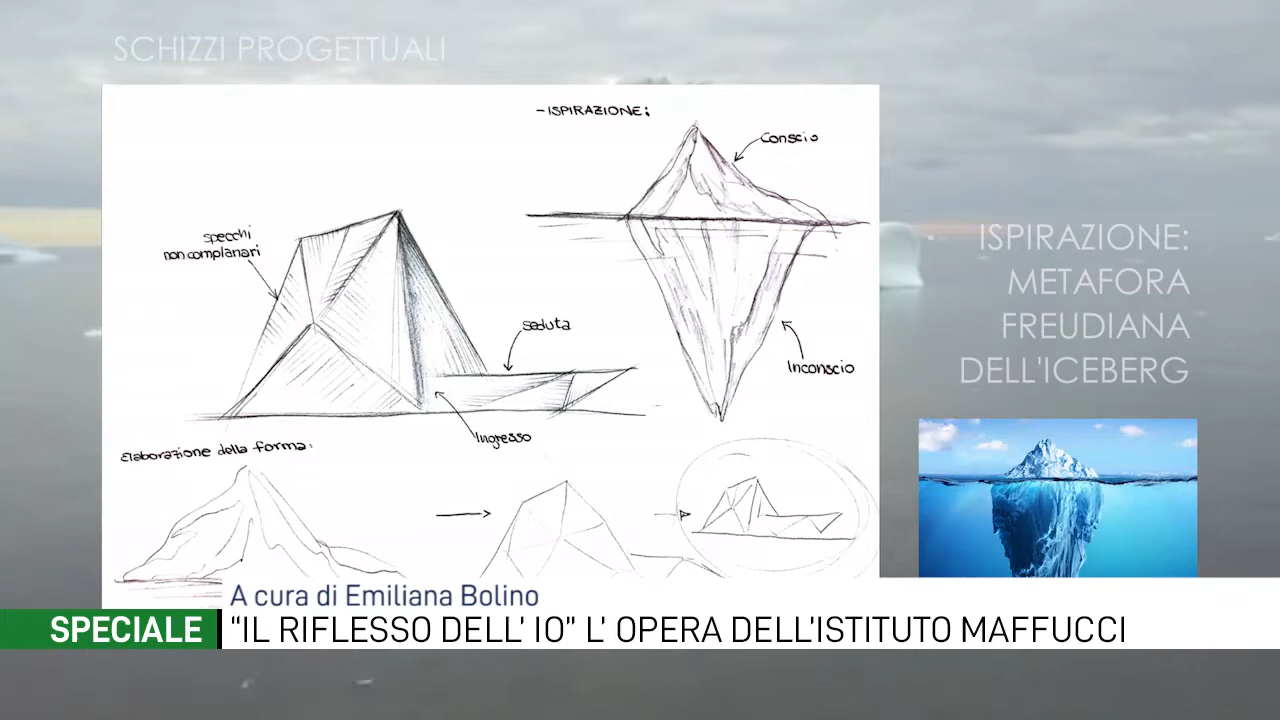 SCHIZZI PROGETTUALI
-ISPIRAZIONE:
Conscio
specchi
non complanari
seduta
Inconscio
Ingresso
Elaborazione della forma:
ISPIRAZIONE:
METAFORA
FREUDIANA
DELL'ICEBERG
A cura di Emiliana Bolino
SPECIALE
“IL RIFLESSO DELL’ IO” L’ OPERA DELL'ISTITUTO MAFFUCCI